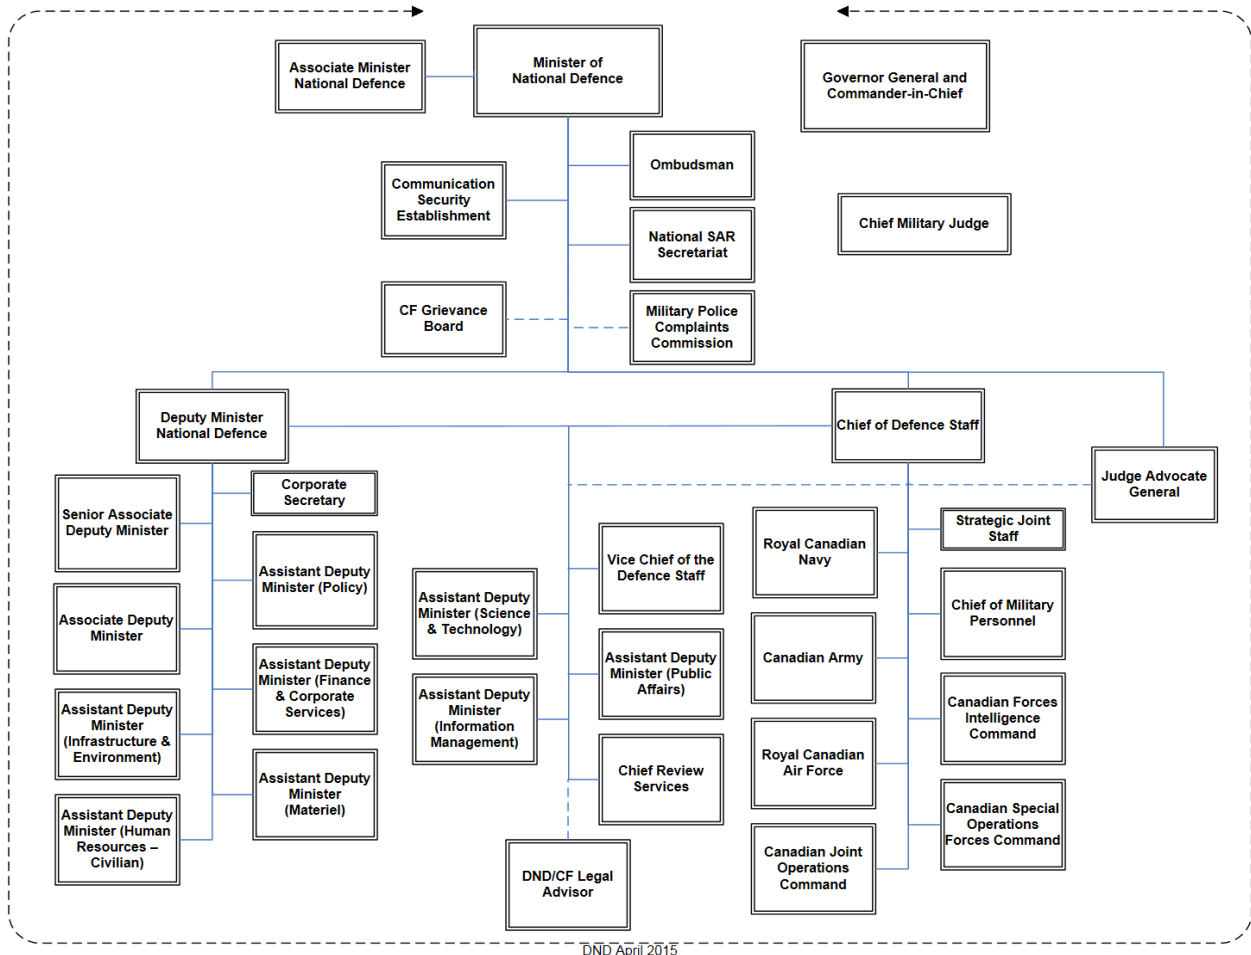 Associate Minister
National Defence
Minister of
National Defence
Governor General and
Commander-in-Chief
Ombudsman
Communication
Security
Establishment
Chief Military Judge
National SAR
Secretariat
CF Grievance
Board
Military Police
Complaints
Commission
Deputy Minister
National Defence
Chief of Defence Staff
Judge Advocate
General
Corporate
Secretary
Senior Associate
Deputy Minister
Assistant Deputy
Minister (Policy)
Associate Deputy
Minister
Assistant Deputy
Minister (Finance
& Corporate
Services)
Assistant Deputy
Minister
(Infrastructure &
Environment)
Assistant Deputy
Minister
(Materiel)
Assistant Deputy
Minister (Human
Resources –
Civilian)
Vice Chief of the
Defence Staff
Assistant Deputy
Minister (Science
& Technology)
Assistant Deputy
Minister (Public
Affairs)
Assistant Deputy
Minister
(Information
Management)
Chief Review
Services
DND/CF Legal
Advisor
Royal Canadian
Navy
Strategic Joint
Staff
Chief of Military
Personnel
Canadian Army
Canadian Forces
Intelligence
Command
Royal Canadian
Air Force
Canadian Special
Operations
Forces Command
Canadian Joint
Operations
Command
DND April 2015